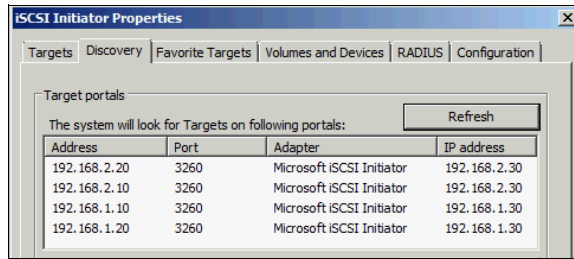 iSCSI Initiator Properties
X
Targets Discovery Favorite Targets Volumes and Devices RADIUS Configuration
Target portals
The system will look for Targets on following portals: Refresh
Address Port Adapter IP address
192.168.2.20 3260 Microsoft iSCSI Initiator 192.168.2.30
192.168.2.10 3260 Microsoft iSCSI Initiator 192.168.2.30
192.168.1.10 3260 Microsoft iSCSI Initiator 192.168.1.30
192.168.1.20 3260 Microsoft iSCSI Initiator 192.168.1.30